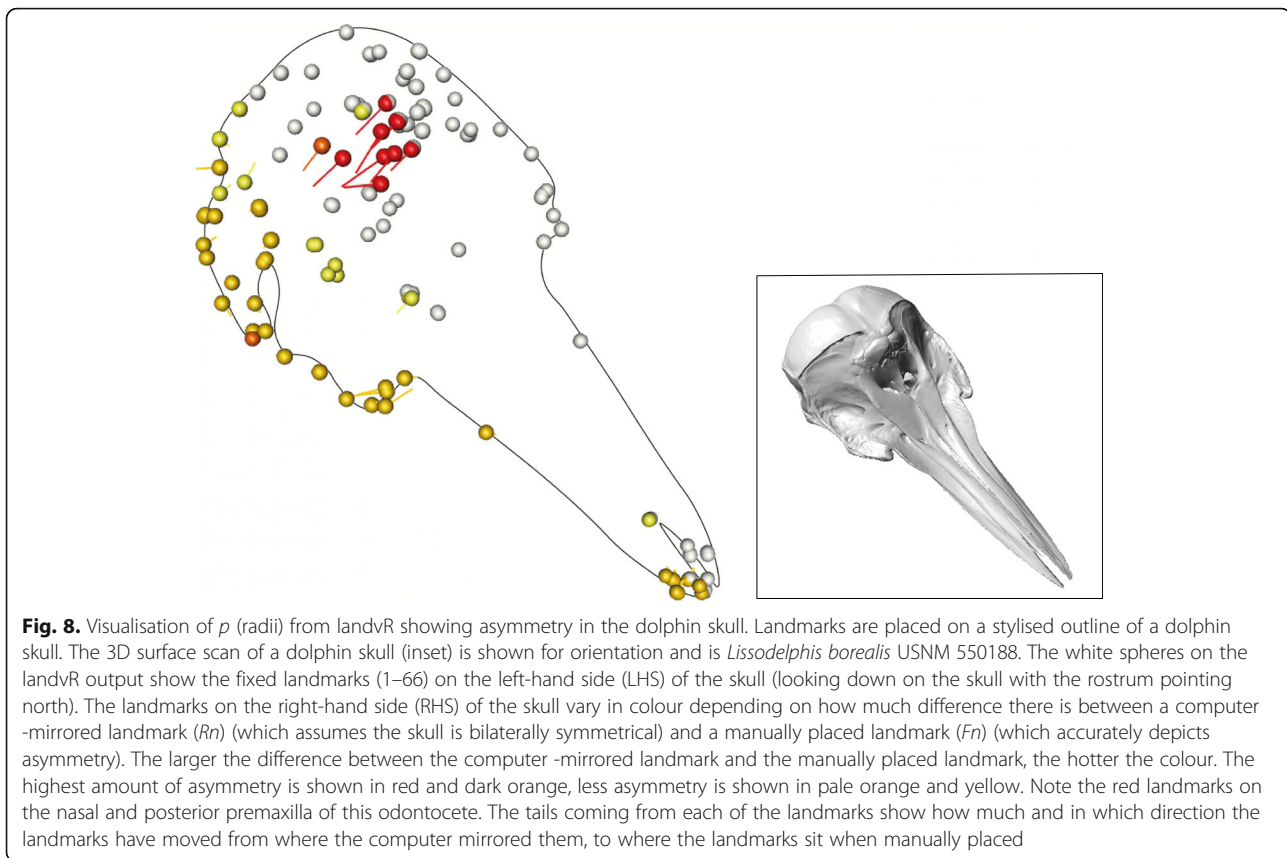 Fig. 8. Visualisation of p (radii) from landvR showing asymmetry in the dolphin skull. Landmarks are placed on a stylised outline of a dolphin
skull. The 3D surface scan of a dolphin skull (inset) is shown for orientation and is Lissodelphis borealis USNM 550188. The white spheres on the
landvR output show the fixed landmarks (1–66) on the left-hand side (LHS) of the skull (looking down on the skull with the rostrum pointing
north). The landmarks on the right-hand side (RHS) of the skull vary in colour depending on how much difference there is between a computer
-mirrored landmark (Rn) (which assumes the skull is bilaterally symmetrical) and a manually placed landmark (Fn) (which accurately depicts
asymmetry). The larger the difference between the computer -mirrored landmark and the manually placed landmark, the hotter the colour. The
highest amount of asymmetry is shown in red and dark orange, less asymmetry is shown in pale orange and yellow. Note the red landmarks on
the nasal and posterior premaxilla of this odontocete. The tails coming from each of the landmarks show how much and in which direction the
landmarks have moved from where the computer mirrored them, to where the landmarks sit when manually placed